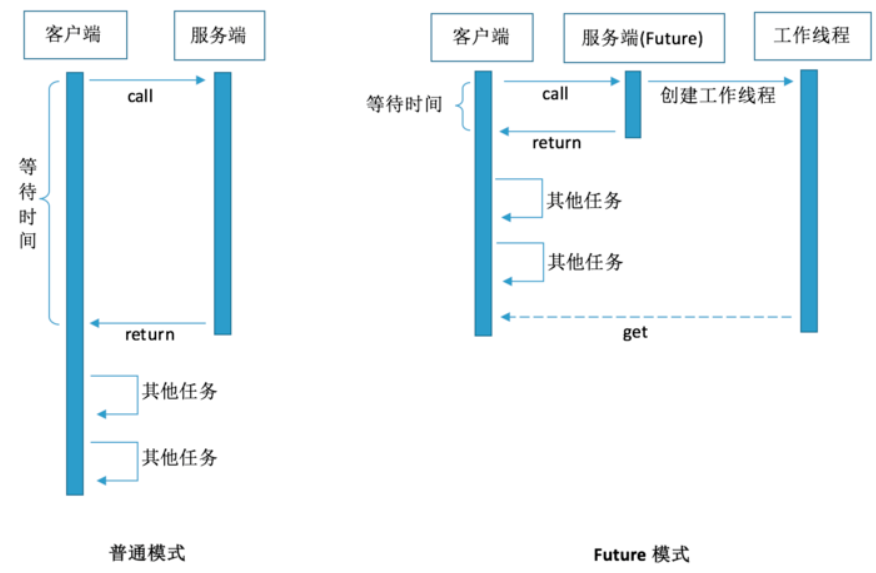 客户端
服务端
call
等待时间
return
其他任务
其他任务
普通模式
客户端
服务端(Future)
工作线程
call
创建工作线程
等待时间
return
其他任务
其他任务
get
Future 模式